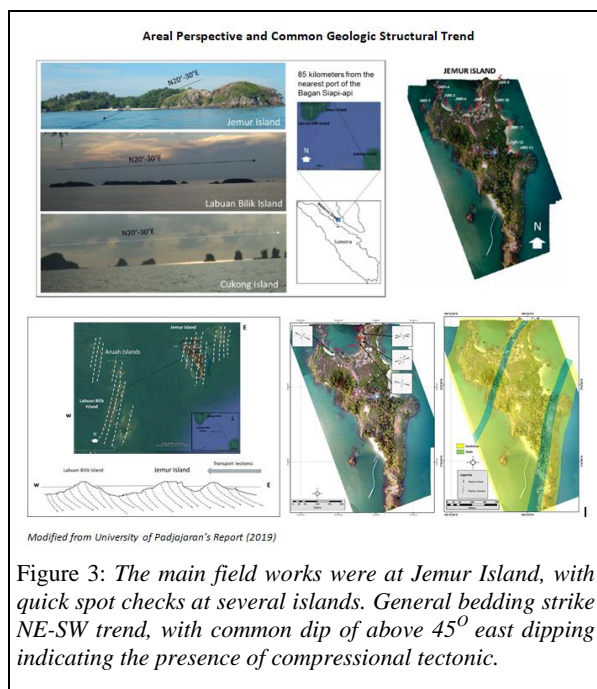 Areal Perspective and Common Geologic Structural Trend
N20°-30°E
Jemur Island
N20°-30°E
Labuan Bilik Island
N20°-30°E
Cukong Island
85 kilometers from the
nearest port of the
Bagan Siapi-api
N
Sumatra
JEMUR ISLAND
N
Jemur Island
E
Aruah Islands
Labuan Bilik
Island
W
Labuan Bilik Island
Jemur Island
Transport tectonic
W
E
Modified from University of Padjajaran's Report (2019)
Figure 3: The main field works were at Jemur Island, with
quick spot checks at several islands. General bedding strike
NE-SW trend, with common dip of above 45O east dipping
indicating the presence of compressional tectonic.